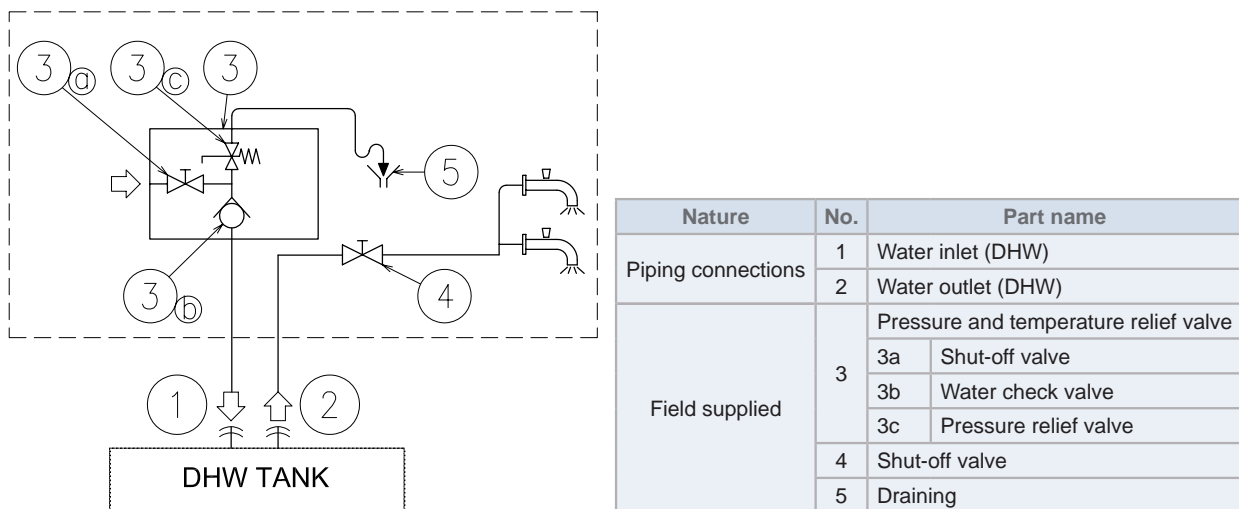 3 a 3 c 3
5
3 b 4
1 2
DHW TANK
Nature No. Part name
Piping connections 1 Water inlet (DHW)
2 Water outlet (DHW)
Field supplied 3 Pressure and temperature relief valve
3a Shut-off valve
3b Water check valve
3c Pressure relief valve
4 Shut-off valve
5 Draining